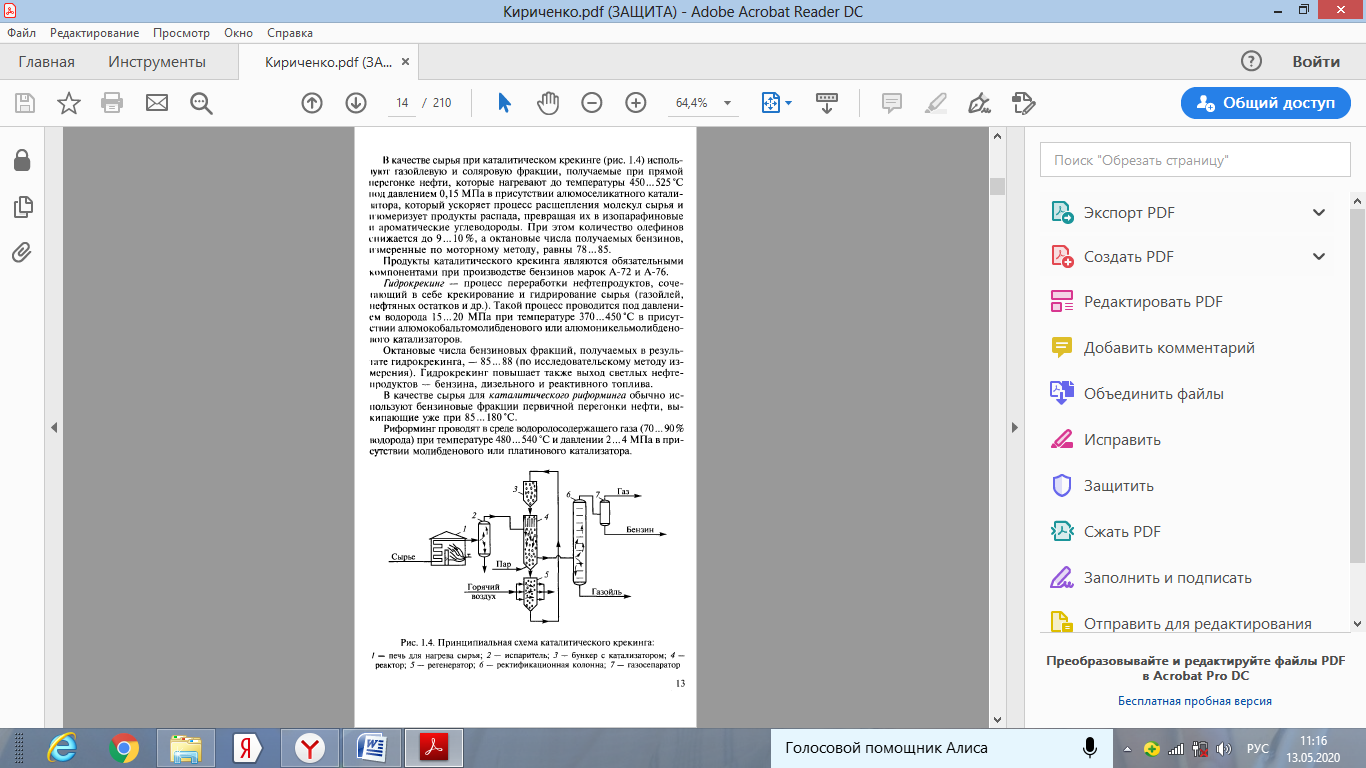 Кириченко.pdf (ЗАЩИТА) - Adobe Acrobat Reader DC
Файл Редактирование Просмотр Окно Справка
Главная Инструменты Кириченко.pdf (ЗА... × Войти
14 / 210 64,4% Общий доступ
В качестве сырья при каталитическом крекинге (рис. 1.4) исполь-
зуют газойлевую и соляровую фракции, получаемые при прямой
перегонке нефти, которые нагревают до температуры 450...525 °С
под давлением 0,15 МПа в присутствии алюмоселикатного катали-
затора, который ускоряет процесс расщепления молекул сырья и
изомеризует продукты распада, превращая их в изопарафиновые
и ароматические углеводороды. При этом количество олефинов
снижается до 9...10 %, а октановые числа получаемых бензинов,
измеренные по моторному методу, равны 78...85.
Продукты каталитического крекинга являются обязательными
компонентами при производстве бензинов марок А-72 и А-76.
Гидрокрекинг — процесс переработки нефтепродуктов, соче-
тающий в себе крекирование и гидрирование сырья (газойлей,
нефтяных остатков и др.). Такой процесс проводится под давлени-
ем водорода 15...20 МПа при температуре 370...450 °С в присут-
ствии алюмокобальтомолибденового или алюмоникельмолибдено-
вого катализаторов.
Октановые числа бензиновых фракций, получаемых в резуль-
тате гидрокрекинга, — 85...88 (по исследовательскому методу из-
мерения). Гидрокрекинг повышает также выход светлых нефте-
продуктов — бензина, дизельного и реактивного топлива.
В качестве сырья для каталитического риформинга обычно ис-
пользуют бензиновые фракции первичной перегонки нефти, вы-
кипающие уже при 85...180 °С.
Риформинг проводят в среде водородосодержащего газа (70...90 %
водорода) при температуре 480...540 °С и давлении 2...4 МПа в при-
сутствии молибденового или платинового катализатора.
3
6
7
Газ
2
4
1
Бензин
Сырье
Пар
5
Горячий
воздух
Газойль
Рис. 1.4. Принципиальная схема каталитического крекинга:
1 — печь для нагрева сырья; 2 — испаритель; 3 — бункер с катализатором; 4 —
реактор; 5 — регенератор; 6 — ректификационная колонна; 7 — газосепаратор
13
Поиск "Обрезать страницу"
Экспорт PDF
Создать PDF
Редактировать PDF
Добавить комментарий
Объединить файлы
Исправить
Защитить
Сжать PDF
Заполнить и подписать
Отправить для редактирования
Преобразовывайте и редактируйте файлы PDF
в Acrobat Pro DC
Бесплатная пробная версия
Голосовой помощник Алиса
РУС
11:16
13.05.2020